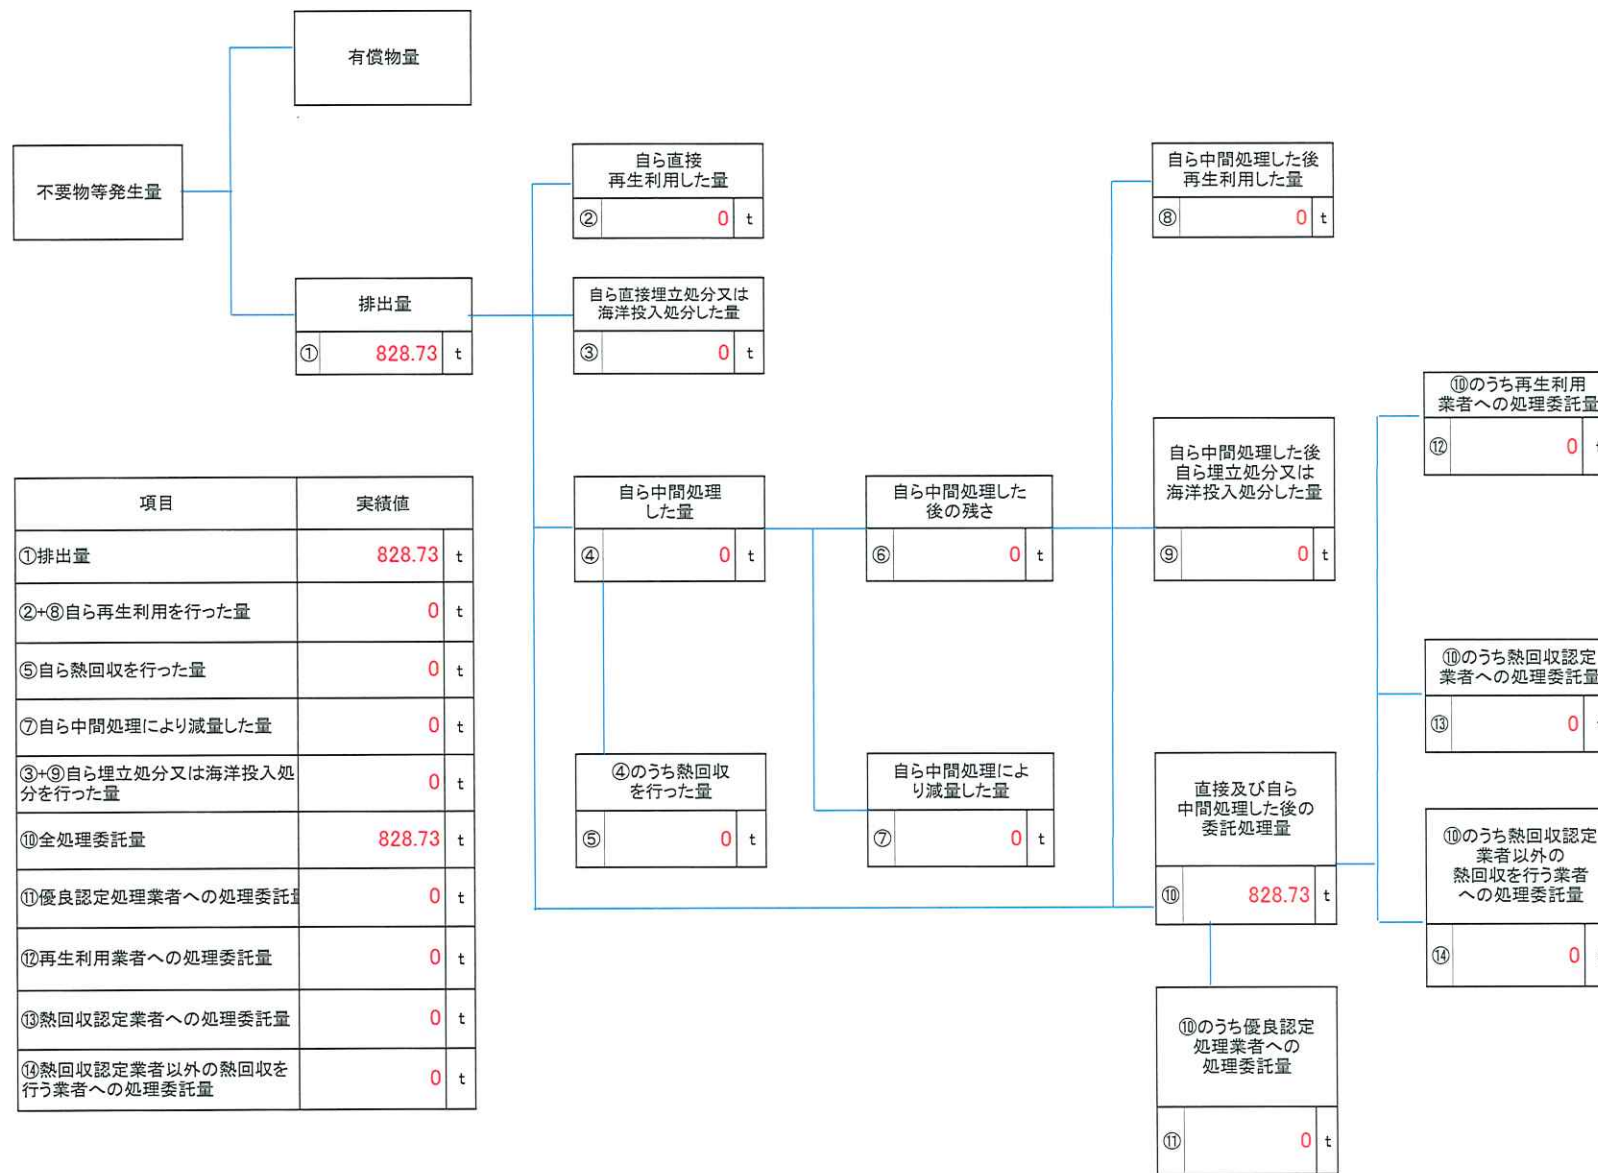 有償物量
不要物等発生量
排出量
① 828.73 t
自ら直接
再生利用した量
② 0 t
自ら直接埋立処分又は
海洋投入処分した量
③ 0 t
自ら中間処理
した量
④ 0 t
④のうち熱回収
を行った量
⑤ 0 t
自ら中間処理した
後の残さ
⑥ 0 t
自ら中間処理によ
り減量した量
⑦ 0 t
自ら中間処理した後
再生利用した量
⑧ 0 t
自ら中間処理した後
自ら埋立処分又は
海洋投入処分した量
⑨ 0 t
直接及び自ら
中間処理した後の
委託処理量
⑩ 828.73 t
⑩のうち優良認定
処理業者への
処理委託量
⑪ 0 t
⑩のうち再生利用
業者への処理委託量
⑫ 0 t
⑩のうち熱回収認定
業者への処理委託量
⑬ 0
⑩のうち熱回収認定
業者以外の
熱回収を行う業者
への処理委託量
⑭ 0
項目 実績値
①排出量 828.73 t
②+⑧自ら再生利用を行った量 0 t
⑤自ら熱回収を行った量 0 t
⑦自ら中間処理により減量した量 0 t
③+⑨自ら埋立処分又は海洋投入処
分を行った量 0 t
⑩全処理委託量 828.73 t
⑪優良認定処理業者への処理委託量 0 t
⑫再生利用業者への処理委託量 0 t
⑬熱回収認定業者への処理委託量 0 t
⑭熱回収認定業者以外の熱回収を
行う業者への処理委託量 0 t